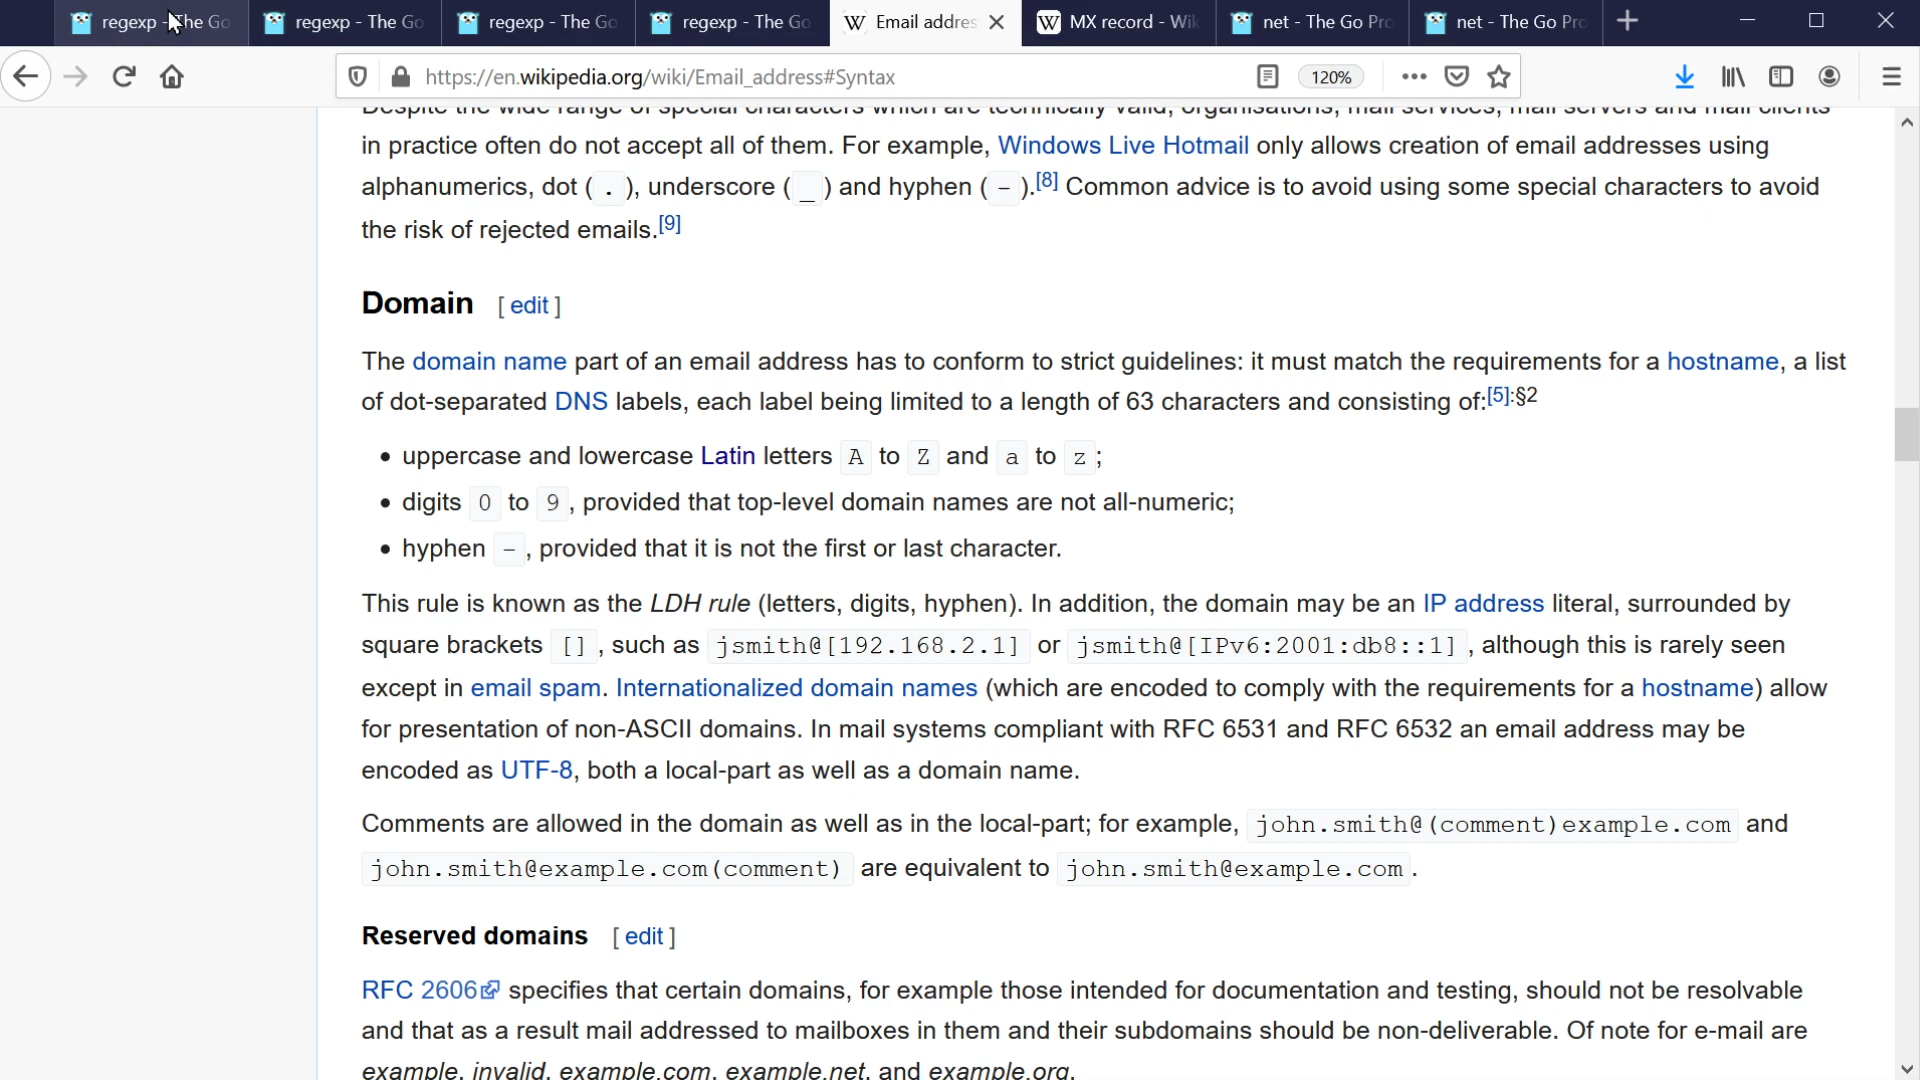 regexp - The Go
regexp - The Go
regexp - The Go
regexp - The Go
Email addres
MX record - Wik
net - The Go Pro
net - The Go Pro
https://en.wikipedia.org/wiki/Email_address#Syntax
120%
Despite the wide range of special characters which are technically valid, organisations, mail services, mail servers and mail clients
in practice often do not accept all of them. For example, Windows Live Hotmail only allows creation of email addresses using
alphanumerics, dot ( . ), underscore ( _ ) and hyphen ( - ).[8] Common advice is to avoid using some special characters to avoid
the risk of rejected emails.[9]
Domain [ edit ]
The domain name part of an email address has to conform to strict guidelines: it must match the requirements for a hostname, a list
of dot-separated DNS labels, each label being limited to a length of 63 characters and consisting of:[5]:§2
• uppercase and lowercase Latin letters A to Z and a to z ;
• digits 0 to 9 , provided that top-level domain names are not all-numeric;
• hyphen - , provided that it is not the first or last character.
This rule is known as the LDH rule (letters, digits, hyphen). In addition, the domain may be an IP address literal, surrounded by
square brackets [] , such as jsmith@[192.168.2.1] or jsmith@[IPv6:2001:db8::1] , although this is rarely seen
except in email spam. Internationalized domain names (which are encoded to comply with the requirements for a hostname) allow
for presentation of non-ASCII domains. In mail systems compliant with RFC 6531 and RFC 6532 an email address may be
encoded as UTF-8, both a local-part as well as a domain name.
Comments are allowed in the domain as well as in the local-part; for example, john.smith@(comment)example.com and
john.smith@example.com(comment) are equivalent to john.smith@example.com .
Reserved domains [ edit ]
RFC 2606 specifies that certain domains, for example those intended for documentation and testing, should not be resolvable
and that as a result mail addressed to mailboxes in them and their subdomains should be non-deliverable. Of note for e-mail are
example, invalid, example.com, example.net, and example.org.